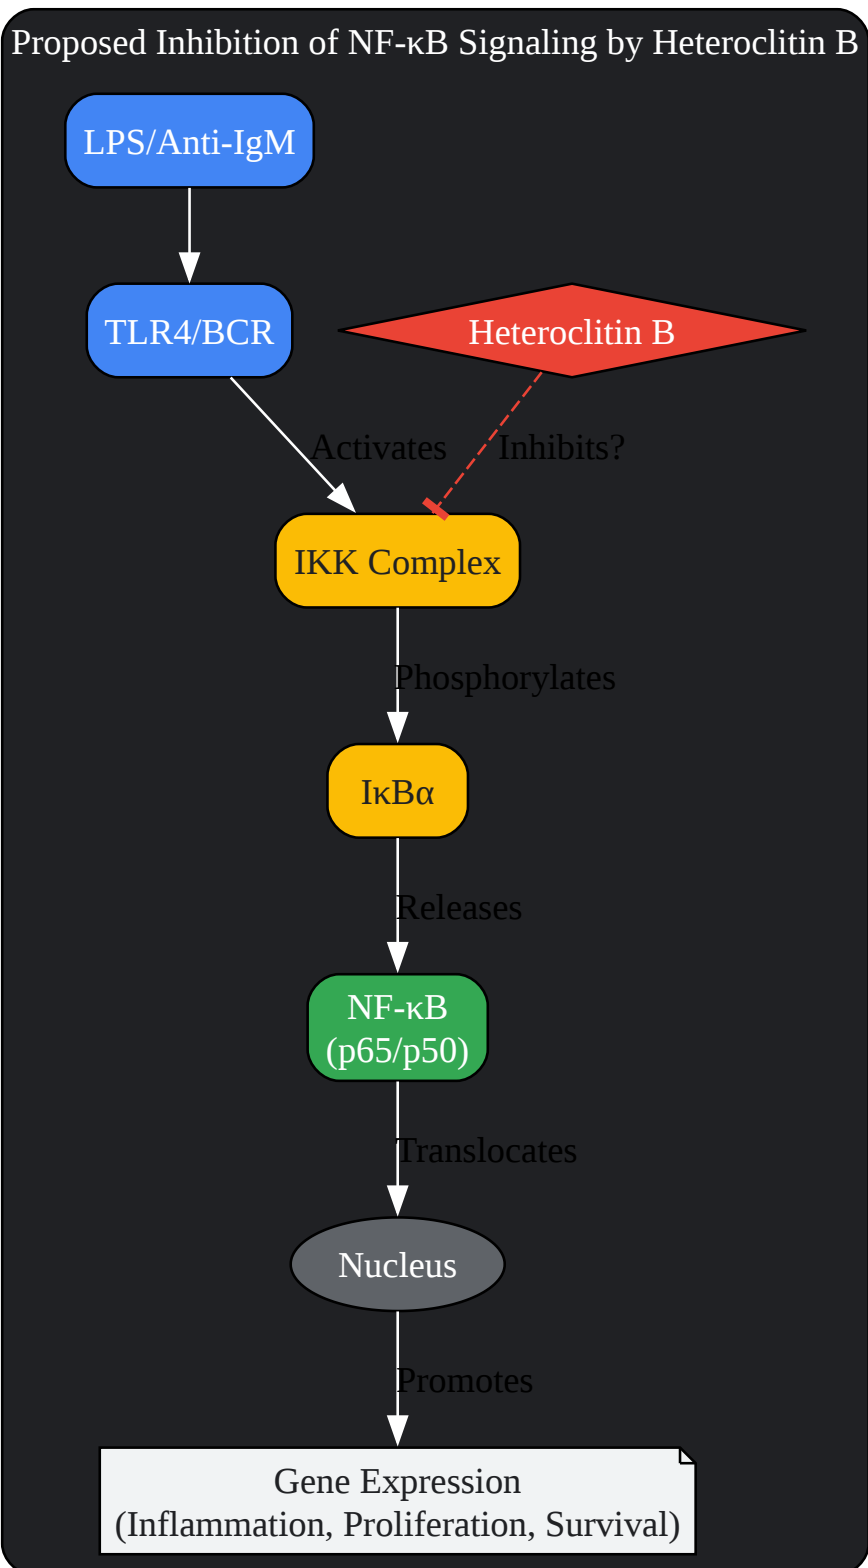 Proposed Inhibition of NF-κB Signaling by Heteroclitin B
LPS/Anti-IgM
TLR4/BCR
Heteroclitin B
Activates
Inhibits?
IKK Complex
Phosphorylates
IκBα
Releases
NF-κB
(p65/p50)
Translocates
Nucleus
Promotes
Gene Expression
(Inflammation, Proliferation, Survival)